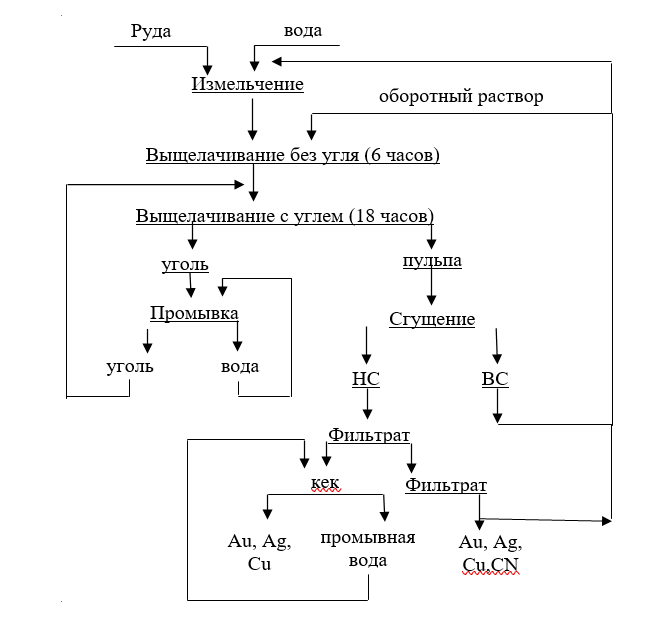 Руда
вода
Измельчение
оборотный раствор
Выщелачивание без угля (6 часов)
Выщелачивание с углем (18 часов)
уголь
пульпа
Промывка
Сгущение
уголь
вода
НС
ВС
Фильтрат
кек
Фильтрат
Au, Ag,
Cu
промывная
вода
Au, Ag,
Cu,CN